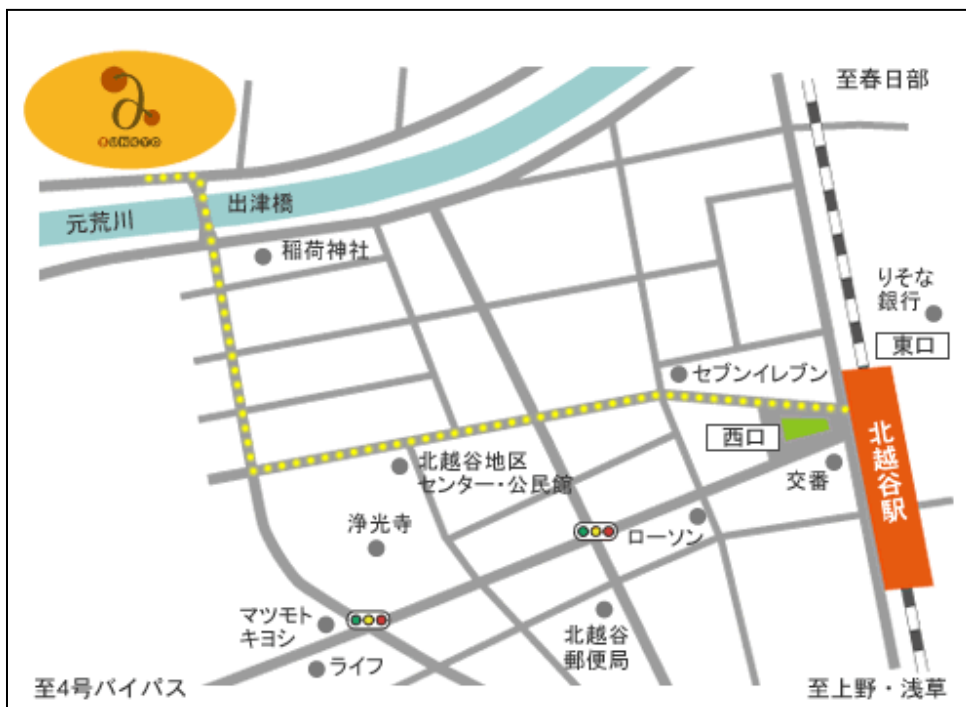 至春日部
BUNKYO
出津橋
元荒川
稲荷神社
りそな
銀行
東口
セブンイレブン
西口
北越谷駅
北越谷地区
センター・公民館
交番
浄光寺
ローソン
マツモト
キヨシ
北越谷
郵便局
ライフ
至4号バイパス
至上野・浅草